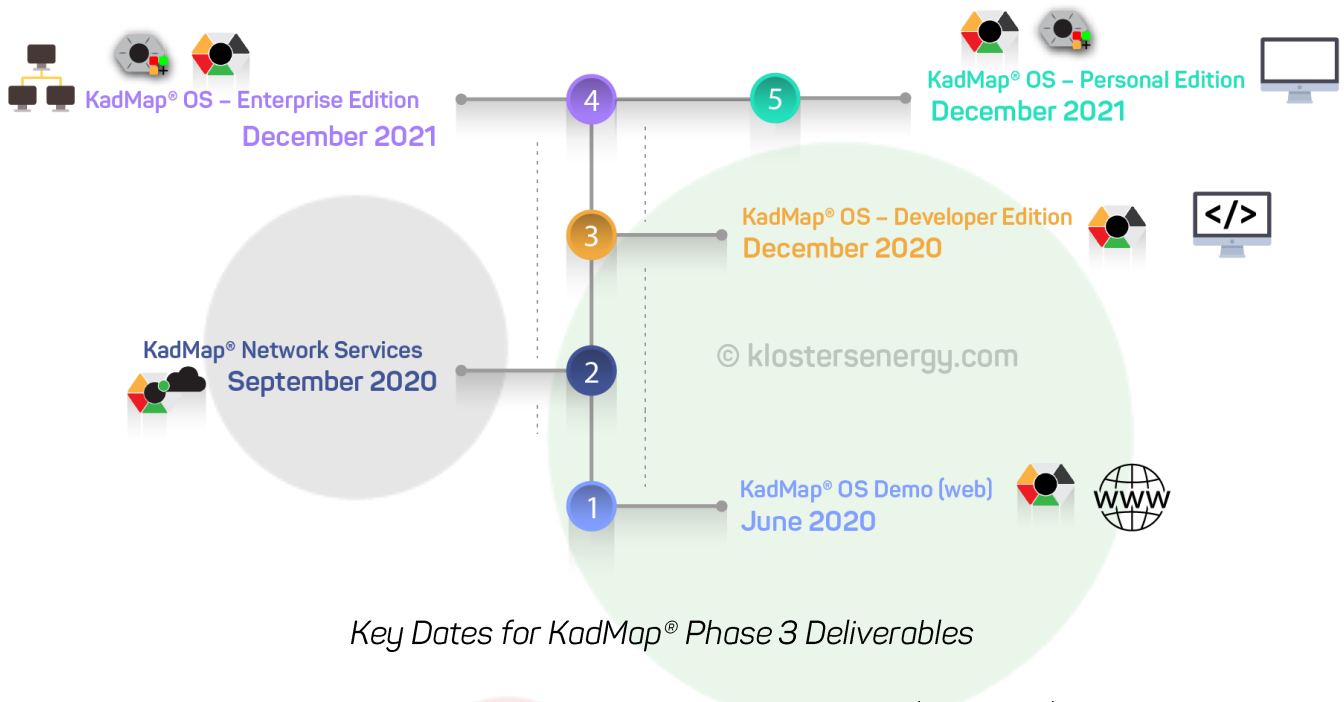 KadMap® OS – Enterprise Edition
December 2021
4
5
KadMap® OS – Personal Edition
December 2021
3
KadMap® OS – Developer Edition
December 2020
</>
KadMap® Network Services
September 2020
2
© klostersenergy.com
1
KadMap® OS Demo (web)
June 2020
WWW
Key Dates for KadMap® Phase 3 Deliverables